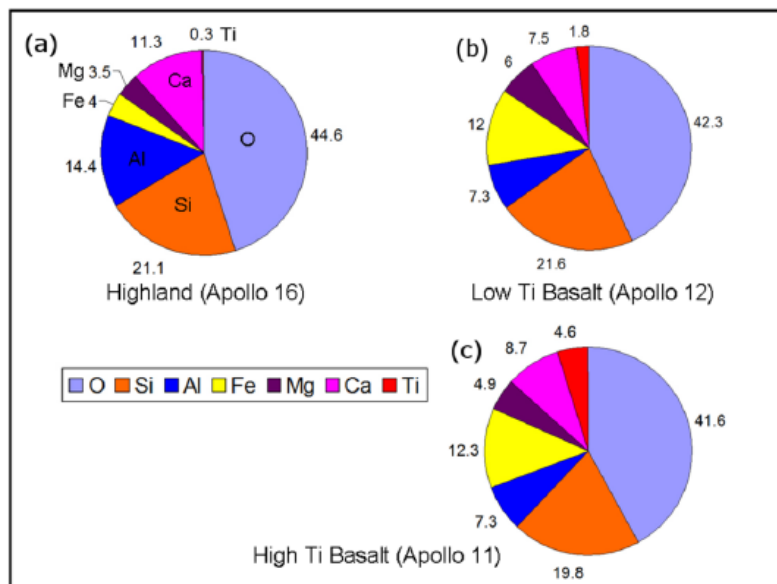 (a)
11.3
0.3 Ti
Mg 3.5
Ca
Fe 4
O
44.6
14.4
Al
Si
21.1
Highland (Apollo 16)
(b)
7.5
1.8
6
12
42.3
7.3
21.6
Low Ti Basalt (Apollo 12)
O Si Al Fe Mg Ca Ti
(c)
8.7
4.6
4.9
41.6
12.3
7.3
19.8
High Ti Basalt (Apollo 11)